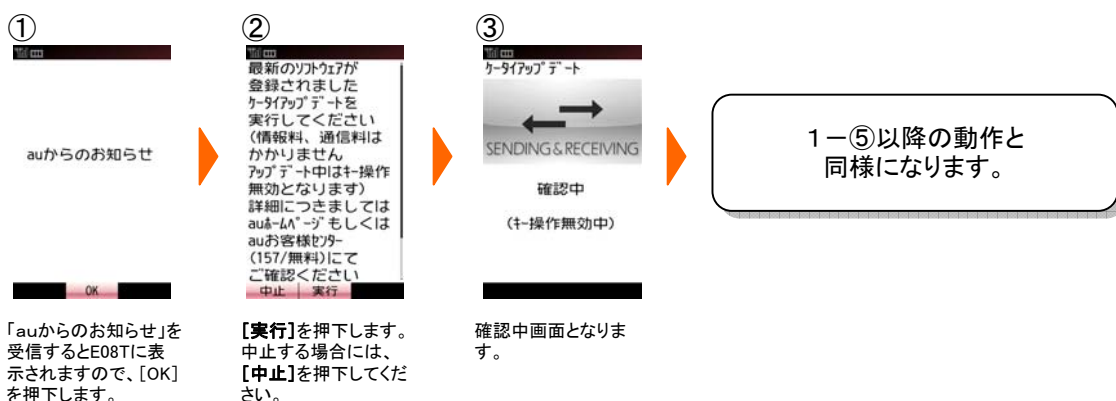 ①
auからのお知らせ
OK
「auからのお知らせ」を
受信するとE08Tに表
示されますので、[OK]
を押下します。
②
最新のソフトウェアが
登録されました
ケータイアップデートを
実行してください
(情報料、通信料は
かかりません
アップデート中はキー操作
無効となります)
詳細につきましては
auホームページもしくは
auお客様センター
(157/無料)にて
ご確認ください
中止 実行
[実行]を押下します。
中止する場合には、
[中止]を押下してくだ
さい。
③
ケータイアップデート
SENDING & RECEIVING
確認中
(キー操作無効中)
確認中画面となりま
す。
1-⑤以降の動作と
同様になります。